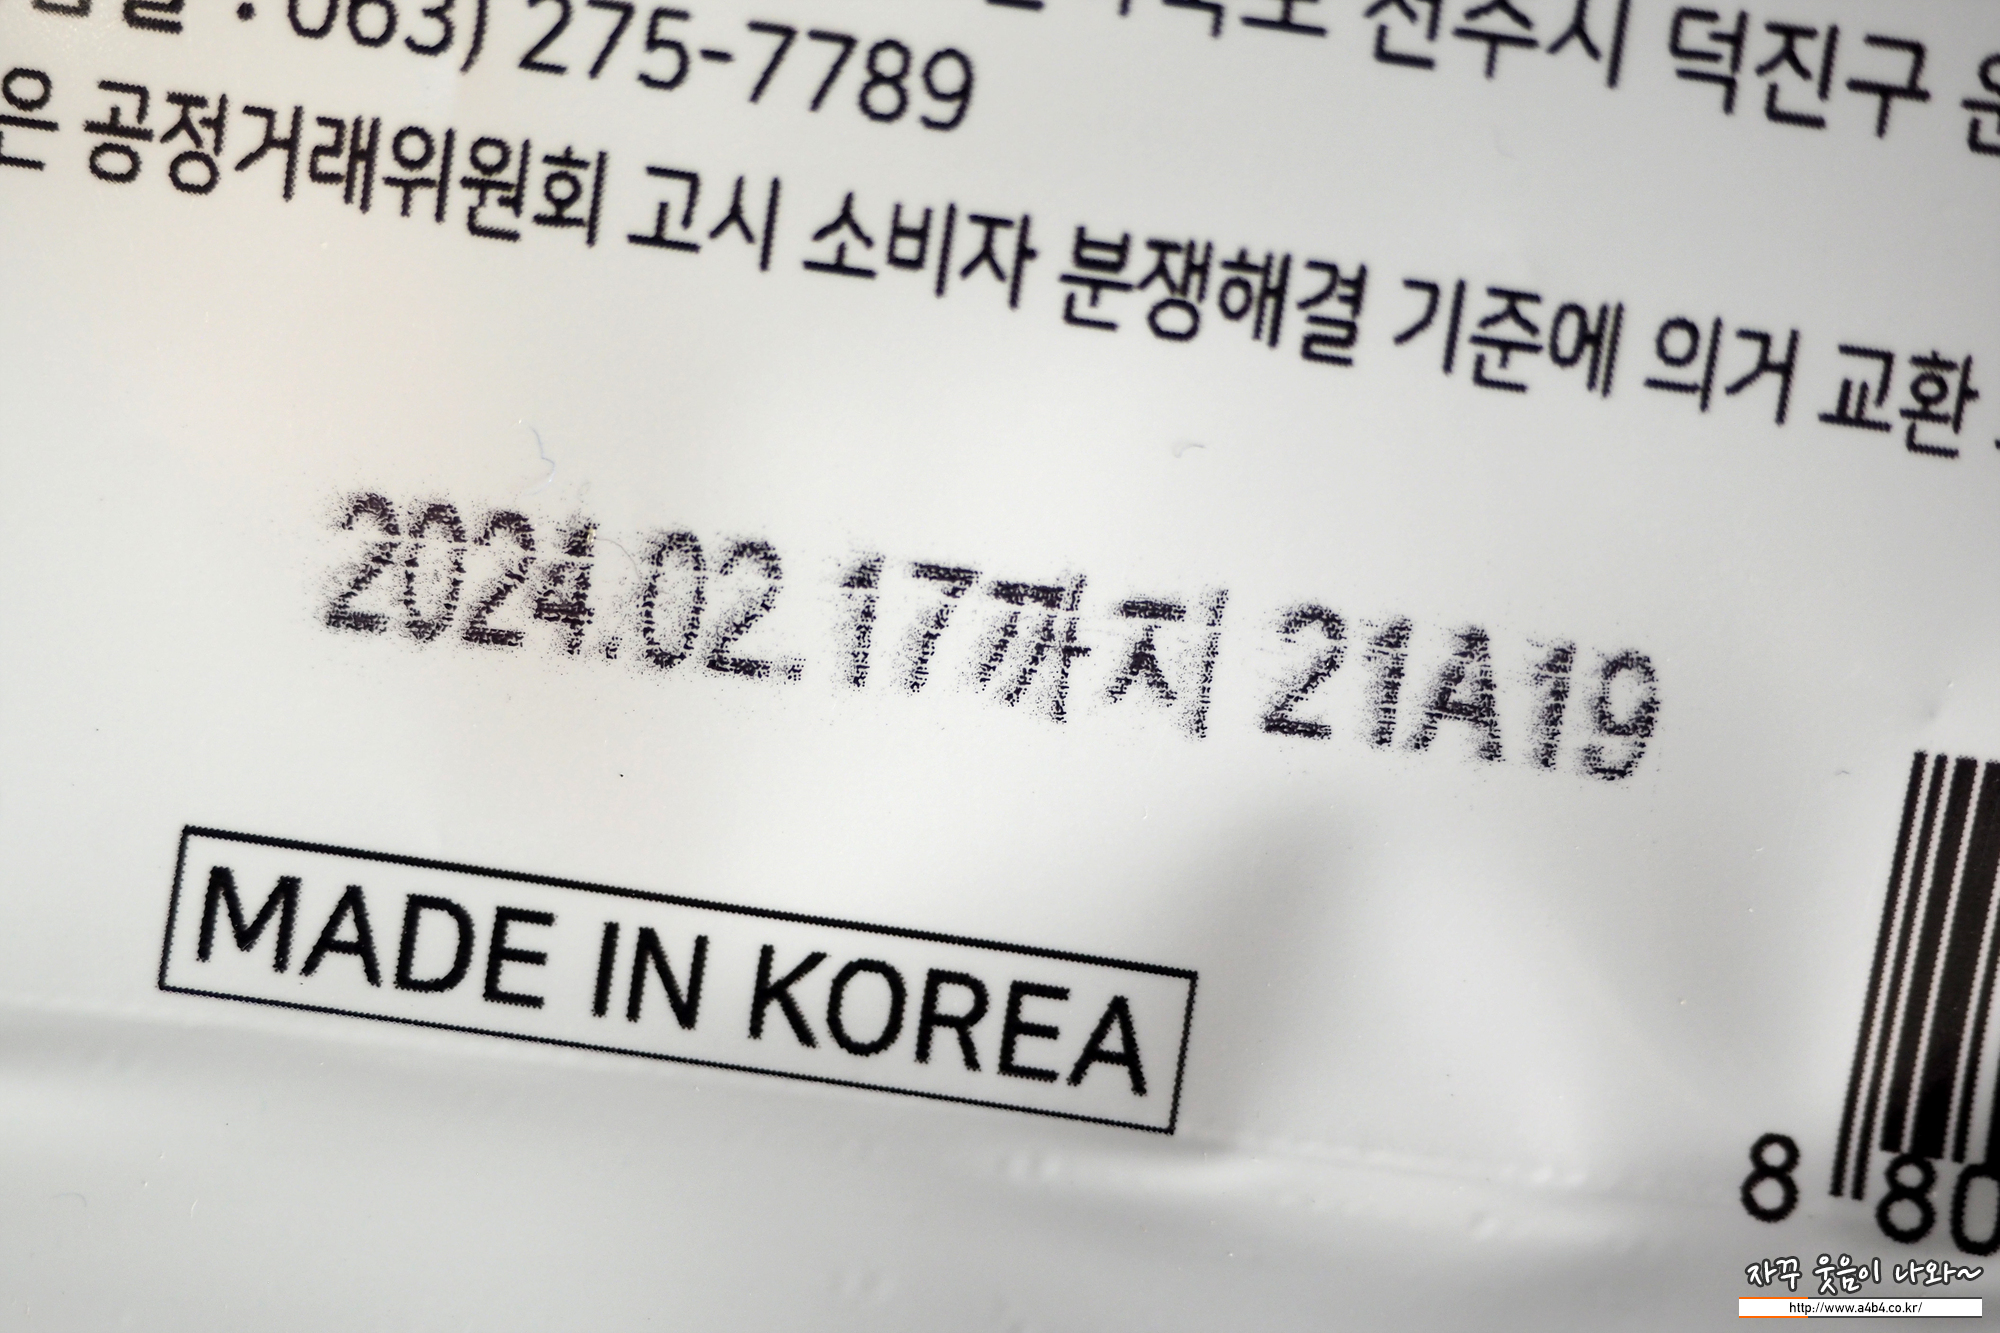 전주시 덕진구
063) 275-7789
은 공정거래위원회 고시 소비자 분쟁해결 기준에 의거 교환
2024.02.17까지 21A19
MADE IN KOREA
8 80
자꾸 웃음이 나와~
http://www.a4b4.co.kr/